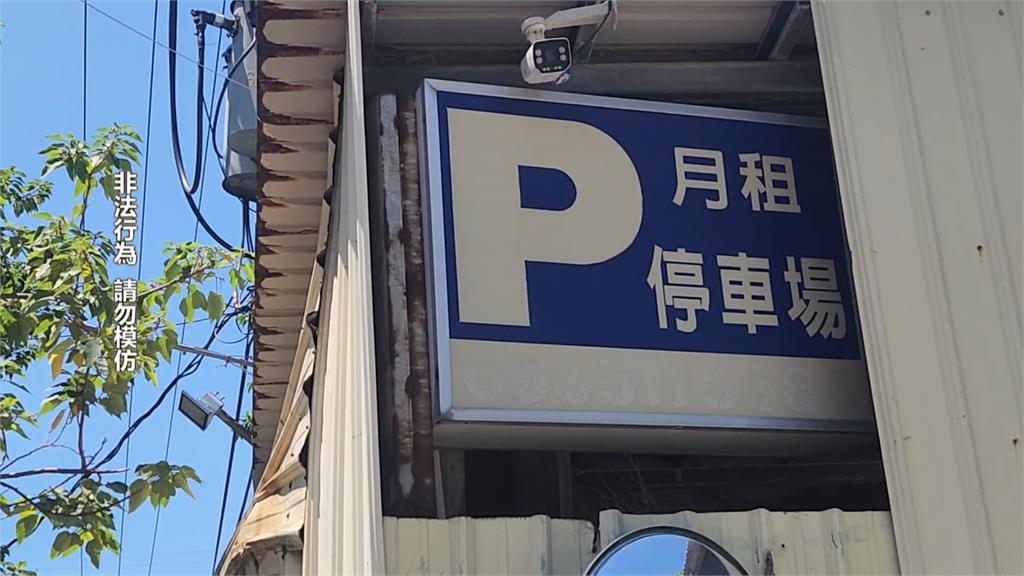 非法行為 請勿模仿
P
月租
停車場